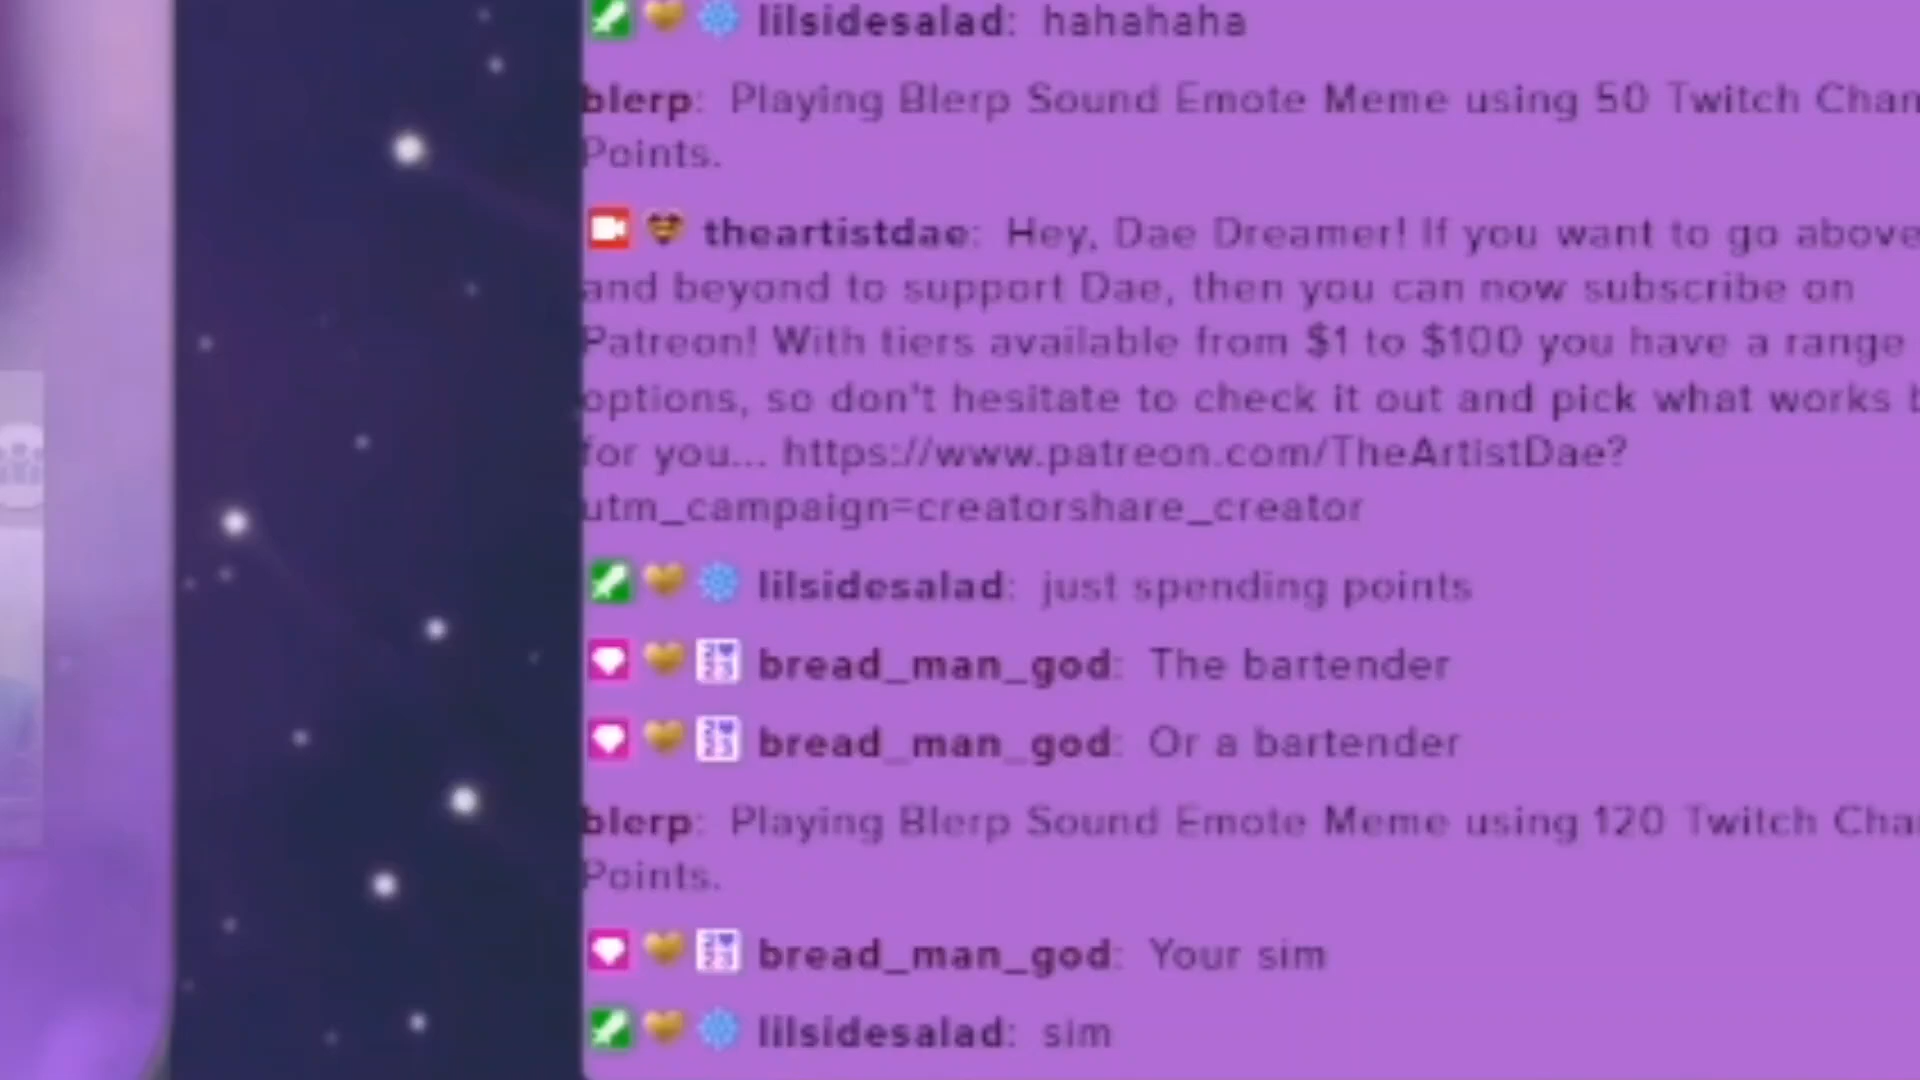 lilsidesalad: hahahaha
blerp: Playing Blerp Sound Emote Meme using 50 Twitch
Points.
theartistdae: Hey, Dae Dreamer! If you want to go above
and beyond to support Dae, then you can now subscribe on
Patreon! With tiers available from $1 to $100 you have a range
options, so don't hesitate to check it out and pick what works
for you... https://www.patreon.com/TheArtistDae?
utm_campaign=creatorshare_creator
lilsidesalad: just spending points
bread_man_god: The bartender
bread_man_god: Or a bartender
blerp: Playing Blerp Sound Emote Meme using 120 Twitch
Points.
bread_man_god: Your sim
lilsidesalad: sim